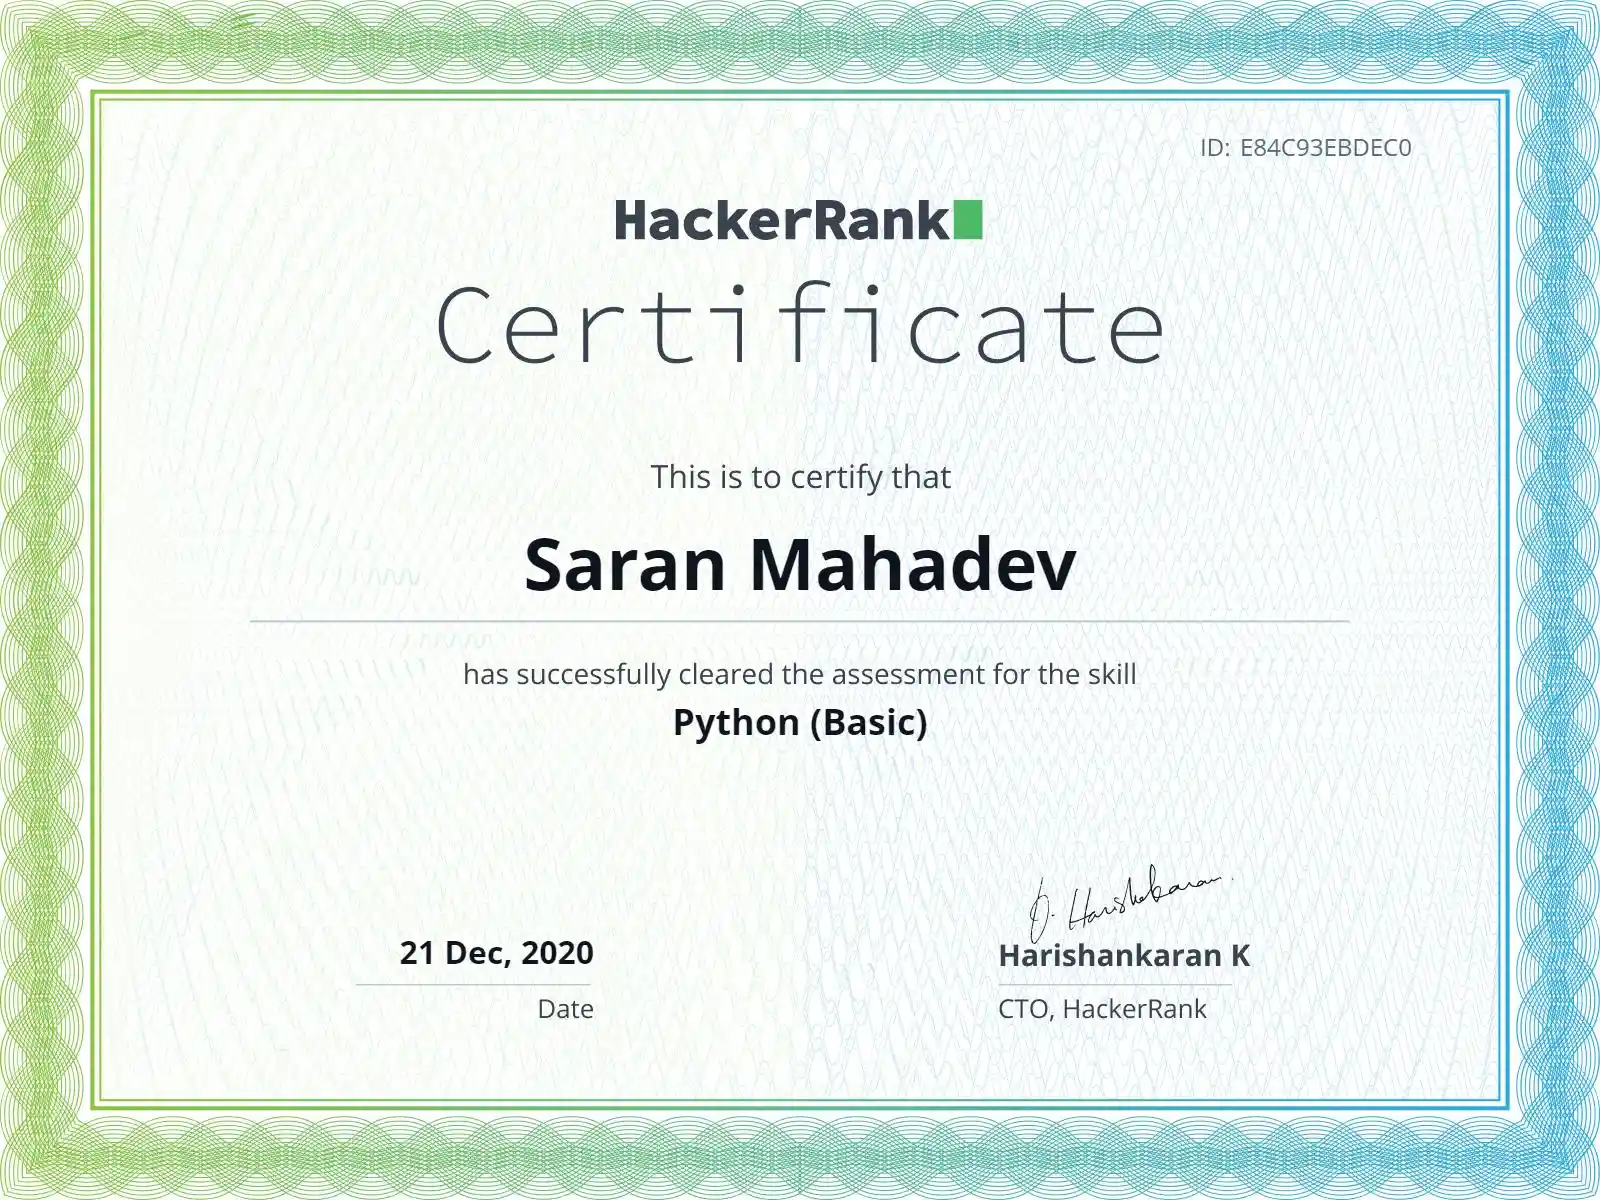 ID: E84C93EBDEC0
HackerRank
Certificate
This is to certify that
Saran Mahadev
has successfully cleared the assessment for the skill
Python (Basic)
21 Dec, 2020
Date
Harishankaran K
CTO, HackerRank